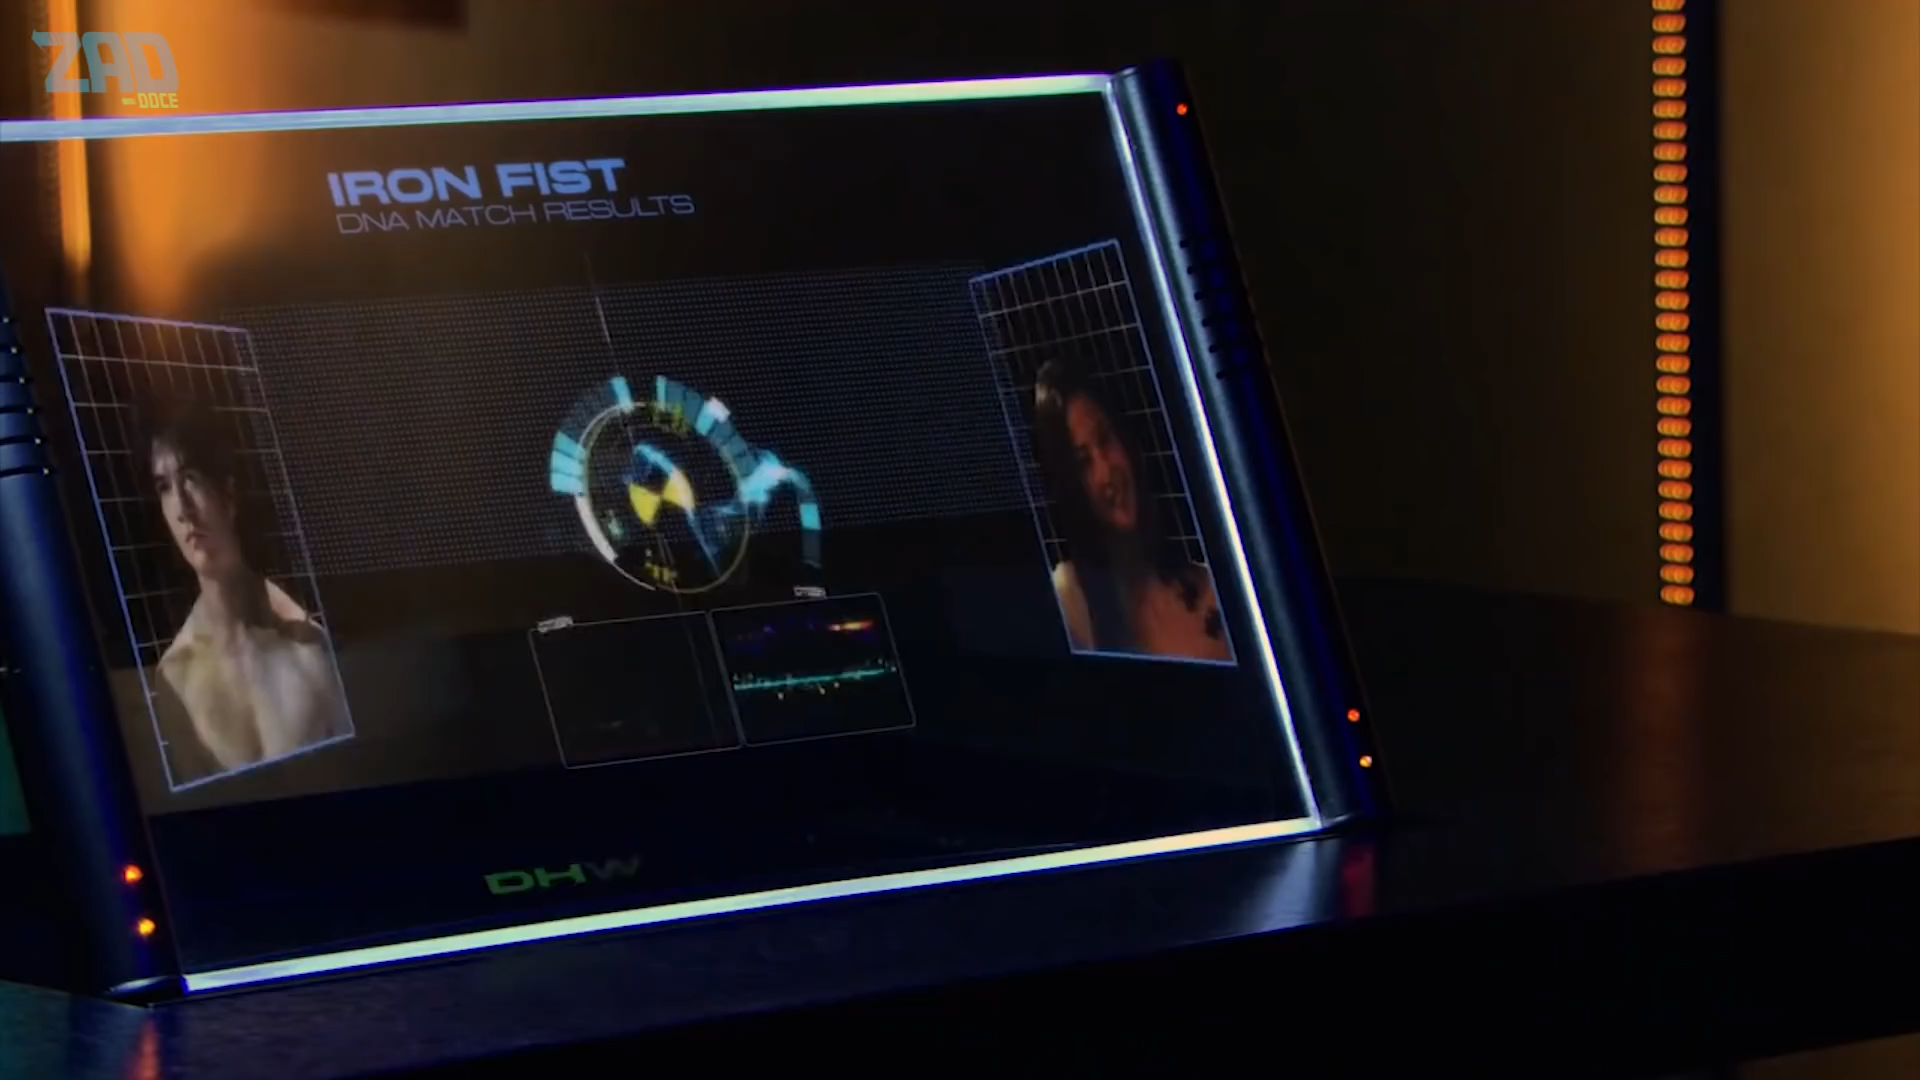 ZAD
DOCE
IRON FIST
DNA MATCH RESULTS
DHW